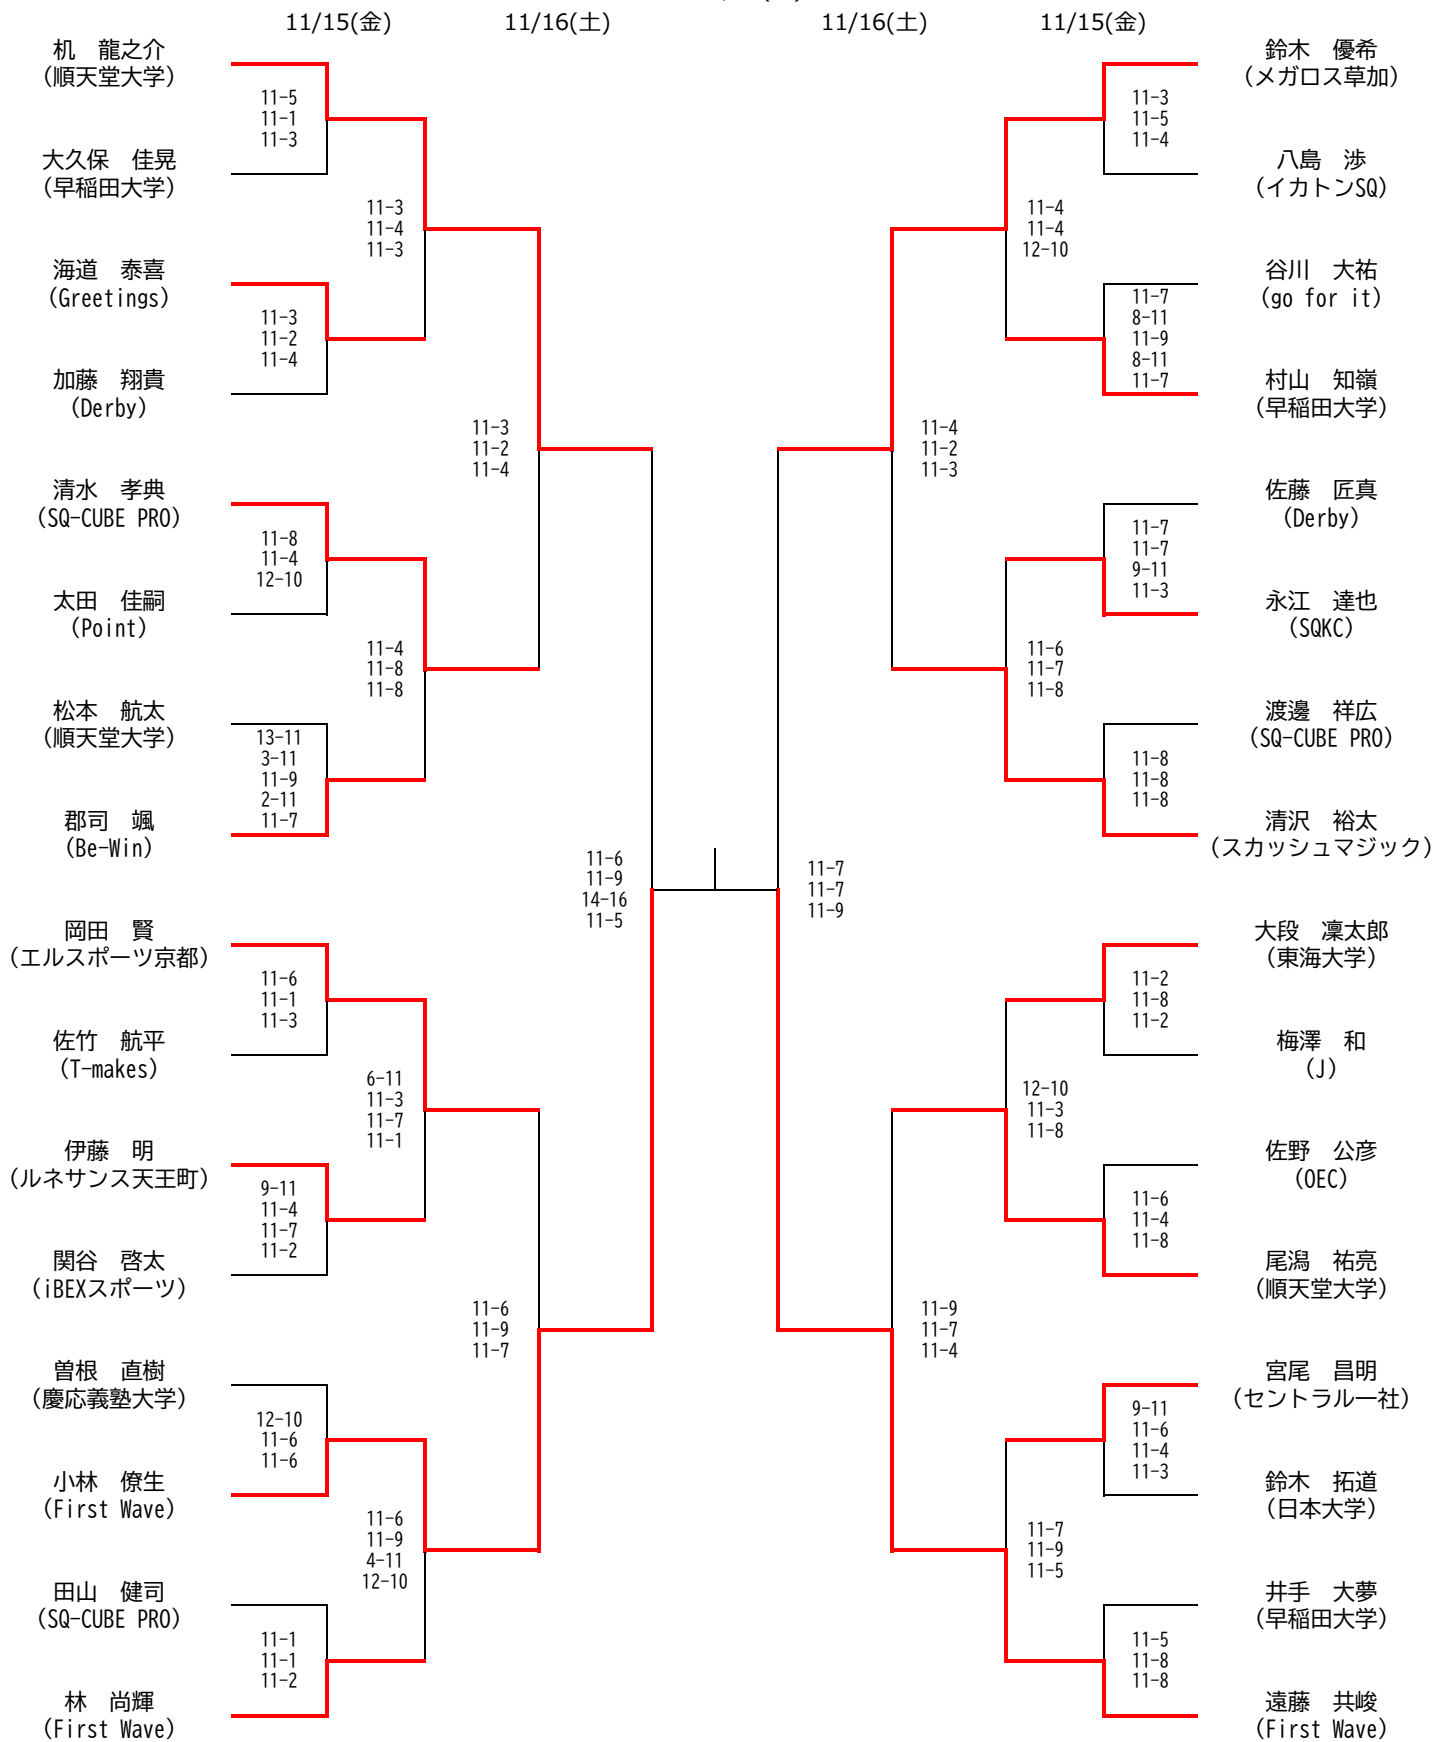 11/15(金)
11/16(土)
11/16(土)
11/15(金)
机　龍之介
(順天堂大学)
11-5
11-1
11-3
大久保　佳晃
(早稲田大学)
11-3
11-4
11-3
海道　泰喜
(Greetings)
11-3
11-2
11-4
加藤　翔貴
(Derby)
11-3
11-2
11-4
清水　孝典
(SQ-CUBE PRO)
11-8
11-4
12-10
太田　佳嗣
(Point)
11-4
11-8
11-8
松本　航太
(順天堂大学)
13-11
3-11
11-9
2-11
11-7
郡司　颯
(Be-Win)
11-6
11-9
14-16
11-5
岡田　賢
(エルスポーツ京都)
11-6
11-1
11-3
佐竹　航平
(T-makes)
6-11
11-3
11-7
11-1
伊藤　明
(ルネサンス天王町)
9-11
11-4
11-7
11-2
関谷　啓太
(iBEXスポーツ)
11-6
11-9
11-7
曽根　直樹
(慶応義塾大学)
12-10
11-6
11-6
小林　僚生
(First Wave)
11-6
11-9
4-11
12-10
田山　健司
(SQ-CUBE PRO)
11-1
11-1
11-2
林　尚輝
(First Wave)
鈴木　優希
(メガロス草加)
11-3
11-5
11-4
八島　渉
(イカトンSQ)
11-4
11-4
12-10
谷川　大祐
(go for it)
11-7
8-11
11-9
8-11
11-7
村山　知嶺
(早稲田大学)
11-4
11-2
11-3
佐藤　匠真
(Derby)
11-7
11-7
9-11
11-3
永江　達也
(SQKC)
11-6
11-7
11-8
渡邊　祥広
(SQ-CUBE PRO)
11-8
11-8
11-8
清沢　裕太
(スカッシュマジック)
11-7
11-7
11-9
大段　凜太郎
(東海大学)
11-2
11-8
11-2
梅澤　和
(J)
12-10
11-3
11-8
佐野　公彦
(OEC)
11-6
11-4
11-8
尾潟　祐亮
(順天堂大学)
11-9
11-7
11-4
宮尾　昌明
(セントラル一社)
9-11
11-6
11-4
11-3
鈴木　拓道
(日本大学)
11-7
11-9
11-5
井手　大夢
(早稲田大学)
11-5
11-8
11-8
遠藤　共峻
(First Wave)